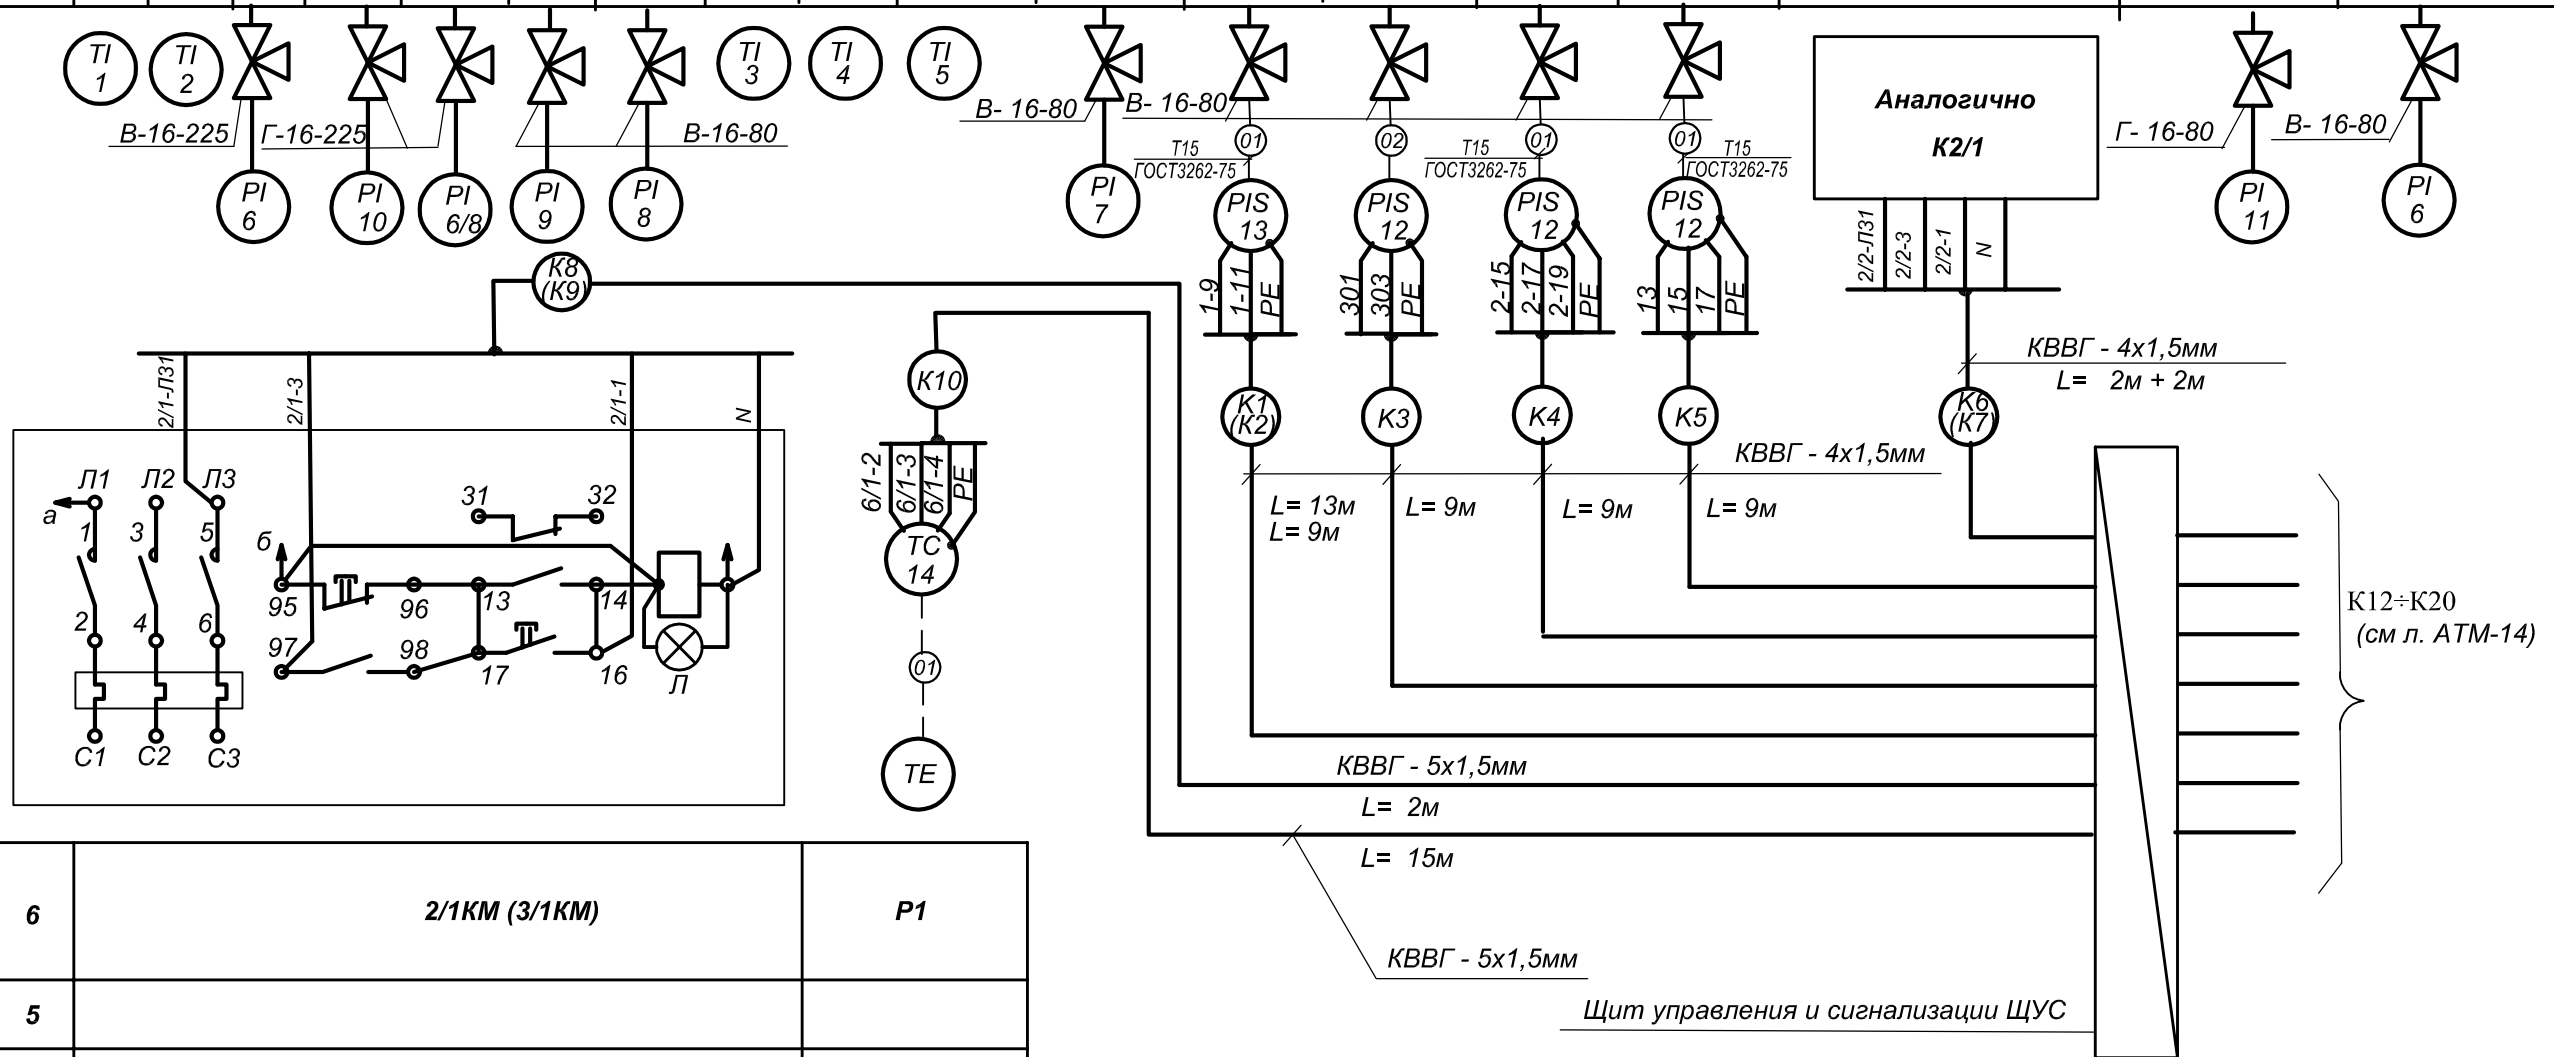 TI
1
TI
2
TI
3
TI
4
TI
5
В-16-225
Г-16-225
В-16-80
В- 16-80
В- 16-80
Г- 16-80
В- 16-80
PI
6
PI
10
PI
6/8
PI
9
PI
8
PI
7
01
02
01
01
Т15
ГОСТ3262-75
Т15
ГОСТ3262-75
Т15
ГОСТ3262-75
PIS
13
PIS
12
PIS
12
PIS
12
Аналогично
К2/1
PI
11
PI
6
2/2-Л31
2/2-3
2/2-1
N
1-9
1-11
PE
301
303
PE
2-15
2-17
2-19
PE
13
15
17
PE
К8
(К9)
2/1-Л31
2/1-3
2/1-1
N
К10
6/1-2
6/1-3
6/1-4
PE
ТС
14
01
ТЕ
К1
(К2)
К3
К4
К5
К6
(К7)
КВВГ - 4х1,5мм
L= 2м + 2м
КВВГ - 4х1,5мм
L= 13м
L= 9м
L= 9м
L= 9м
L= 9м
Л1
Л2
Л3
а
1
3
5
2
4
6
С1
С2
С3
б
31
32
95
96
13
14
97
98
17
16
Л
КВВГ - 5х1,5мм
L= 2м
L= 15м
КВВГ - 5х1,5мм
К12÷К20
(см л. АТМ-14)
Щит управления и сигнализации ЩУС
6
2/1КМ (3/1КМ)
Р1
5